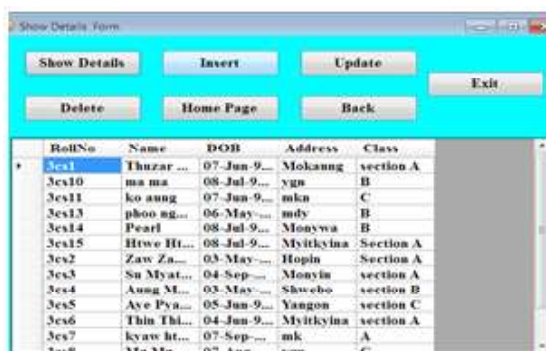 Show Details Form
Show Details Insert Update
Exit
Delete Home Page Back
RollNo Name DOB Address Class
3cs1 Thuzar ... 07-Jun-9... Mokaung section A
3cs10 ma ma 08-Jul-9... ygn B
3cs11 ko aung 07-Jun-9... mkn C
3cs13 phoo ng... 06-May-... mdy B
3cs14 Pearl 08-Jul-9... Monywa B
3cs15 Htwe Ht... 08-Jul-9... Myitkyina Section A
3cs2 Zaw Za... 03-May-... Hopin Section A
3cs3 Su Myat... 04-Sep-... Monyin section A
3cs4 Aung M... 03-May-... Shwebo section B
3cs5 Aye Pya... 05-Jun-9... Yangon section C
3cs6 Thin Thi... 04-Jun-9... Myitkyina section A
3cs7 kyaw ht... 07-Sep-... mk A